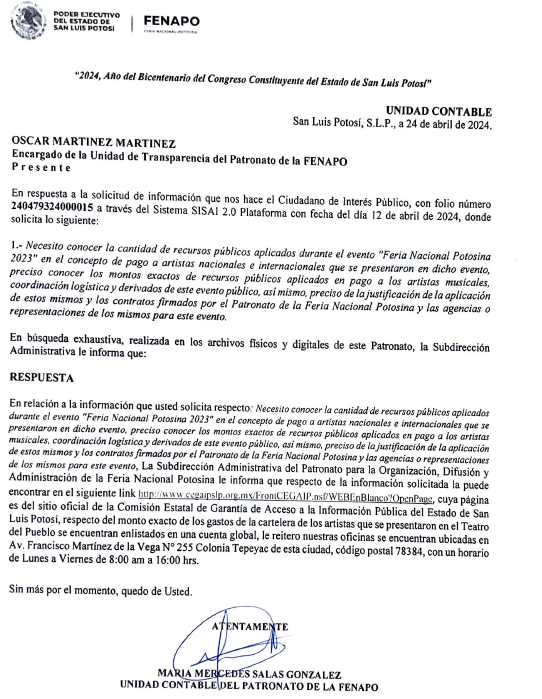 PODER EJECUTIVO
DEL ESTADO DE
SAN LUIS POTOSÍ
FENAPO
FERIA NACIONAL POTOSINA
"2024, Año del Bicentenario del Congreso Constituyente del Estado de San Luis Potosí"
UNIDAD CONTABLE
San Luis Potosí, S.L.P., a 24 de abril de 2024.
OSCAR MARTINEZ MARTINEZ
Encargado de la Unidad de Transparencia del Patronato de la FENAPO
P r e s e n t e
En respuesta a la solicitud de información que nos hace el Ciudadano de Interés Público, con folio número
240479324000015 a través del Sistema SISAI 2.0 Plataforma con fecha del día 12 de abril de 2024, donde
solicita lo siguiente:
1.- Necesito conocer la cantidad de recursos públicos aplicados durante el evento "Feria Nacional Potosina
2023" en el concepto de pago a artistas nacionales e internacionales que se presentaron en dicho evento,
preciso conocer los montos exactos de recursos públicos aplicados en pago a los artistas musicales,
coordinación logística y derivados de este evento público, así mismo, preciso de la justificación de la aplicación
de estos mismos y los contratos firmados por el Patronato de la Feria Nacional Potosina y las agencias o
representaciones de los mismos para este evento.
En búsqueda exhaustiva, realizada en los archivos físicos y digitales de este Patronato, la Subdirección
Administrativa le informa que:
RESPUESTA
En relación a la información que usted solicita respecto: Necesito conocer la cantidad de recursos públicos aplicados
durante el evento "Feria Nacional Potosina 2023" en el concepto de pago a artistas nacionales e internacionales que se
presentaron en dicho evento, preciso conocer los montos exactos de recursos públicos aplicados en pago a los artistas
musicales, coordinación logística y derivados de este evento público, así mismo, preciso de la justificación de la aplicación
de estos mismos y los contratos firmados por el Patronato de la Feria Nacional Potosina y las agencias o representaciones
de los mismos para este evento, La Subdirección Administrativa del Patronato para la Organización, Difusión y
Administración de la Feria Nacional Potosina le informa que respecto de la información solicitada la puede
encontrar en el siguiente link http://www.cegaipslp.org.mx/FrontCEGAIP.nsf/WEBEnBlanco?OpenPage, cuya página
es del sitio oficial de la Comisión Estatal de Garantía de Acceso a la Información Pública del Estado de San
Luis Potosí, respecto del monto exacto de los gastos de la cartelera de los artistas que se presentaron en el Teatro
del Pueblo se encuentran enlistados en una cuenta global, le reitero nuestras oficinas se encuentran ubicadas en
Av. Francisco Martínez de la Vega N° 255 Colonia Tepeyac de esta ciudad, código postal 78384, con un horario
de Lunes a Viernes de 8:00 am a 16:00 hrs.
Sin más por el momento, quedo de Usted.
ATENTAMENTE
MARIA MERCEDES SALAS GONZALEZ
UNIDAD CONTABLE DEL PATRONATO DE LA FENAPO